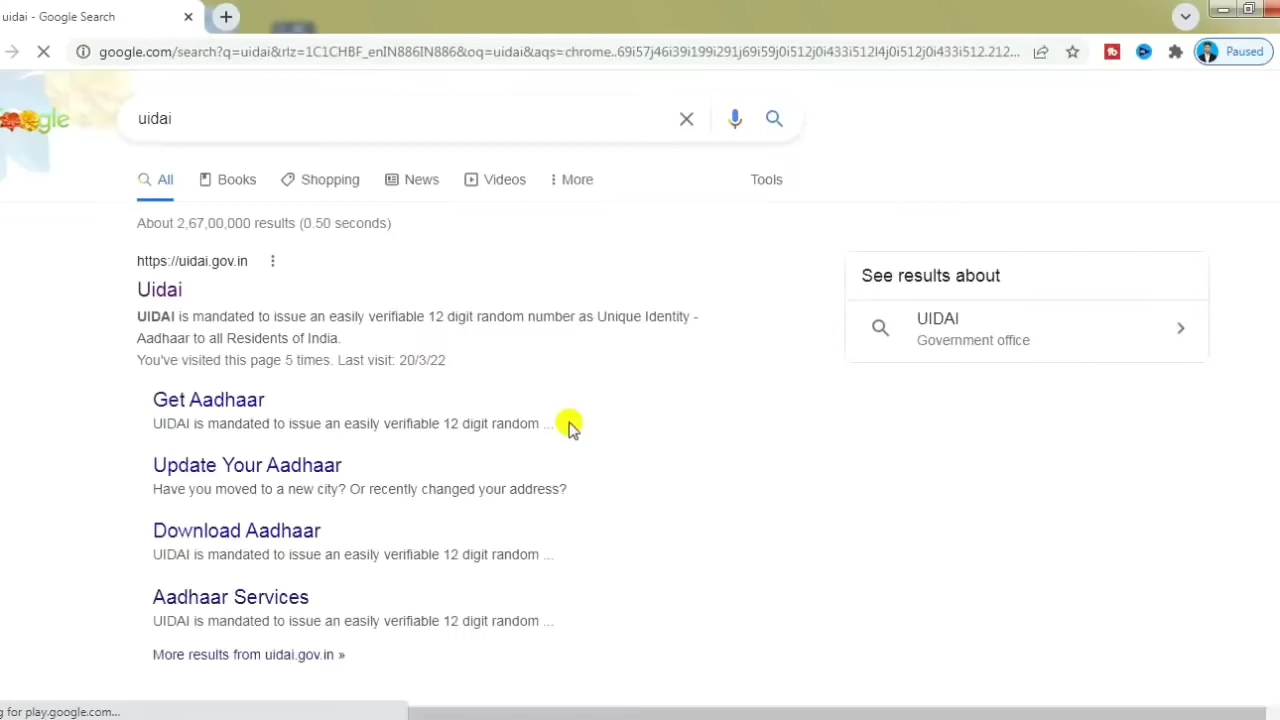 uidai - Google Search
google.com/search?q=uidai&rlz=1C1CHBF_enIN886IN886&oq=uidai&aqs=chrome..69i57j46i39i199i291j69i59j0i512j0i433i512l4j0i512j0i433i512.212...
Paused
uidai
All
Books
Shopping
News
Videos
More
Tools
About 2,67,00,000 results (0.50 seconds)
https://uidai.gov.in
Uidai
UIDAI is mandated to issue an easily verifiable 12 digit random number as Unique Identity -
Aadhaar to all Residents of India.
You've visited this page 5 times. Last visit: 20/3/22
Get Aadhaar
UIDAI is mandated to issue an easily verifiable 12 digit random ...
Update Your Aadhaar
Have you moved to a new city? Or recently changed your address?
Download Aadhaar
UIDAI is mandated to issue an easily verifiable 12 digit random ...
Aadhaar Services
UIDAI is mandated to issue an easily verifiable 12 digit random ...
More results from uidai.gov.in »
See results about
UIDAI
Government office
g for play.google.com...